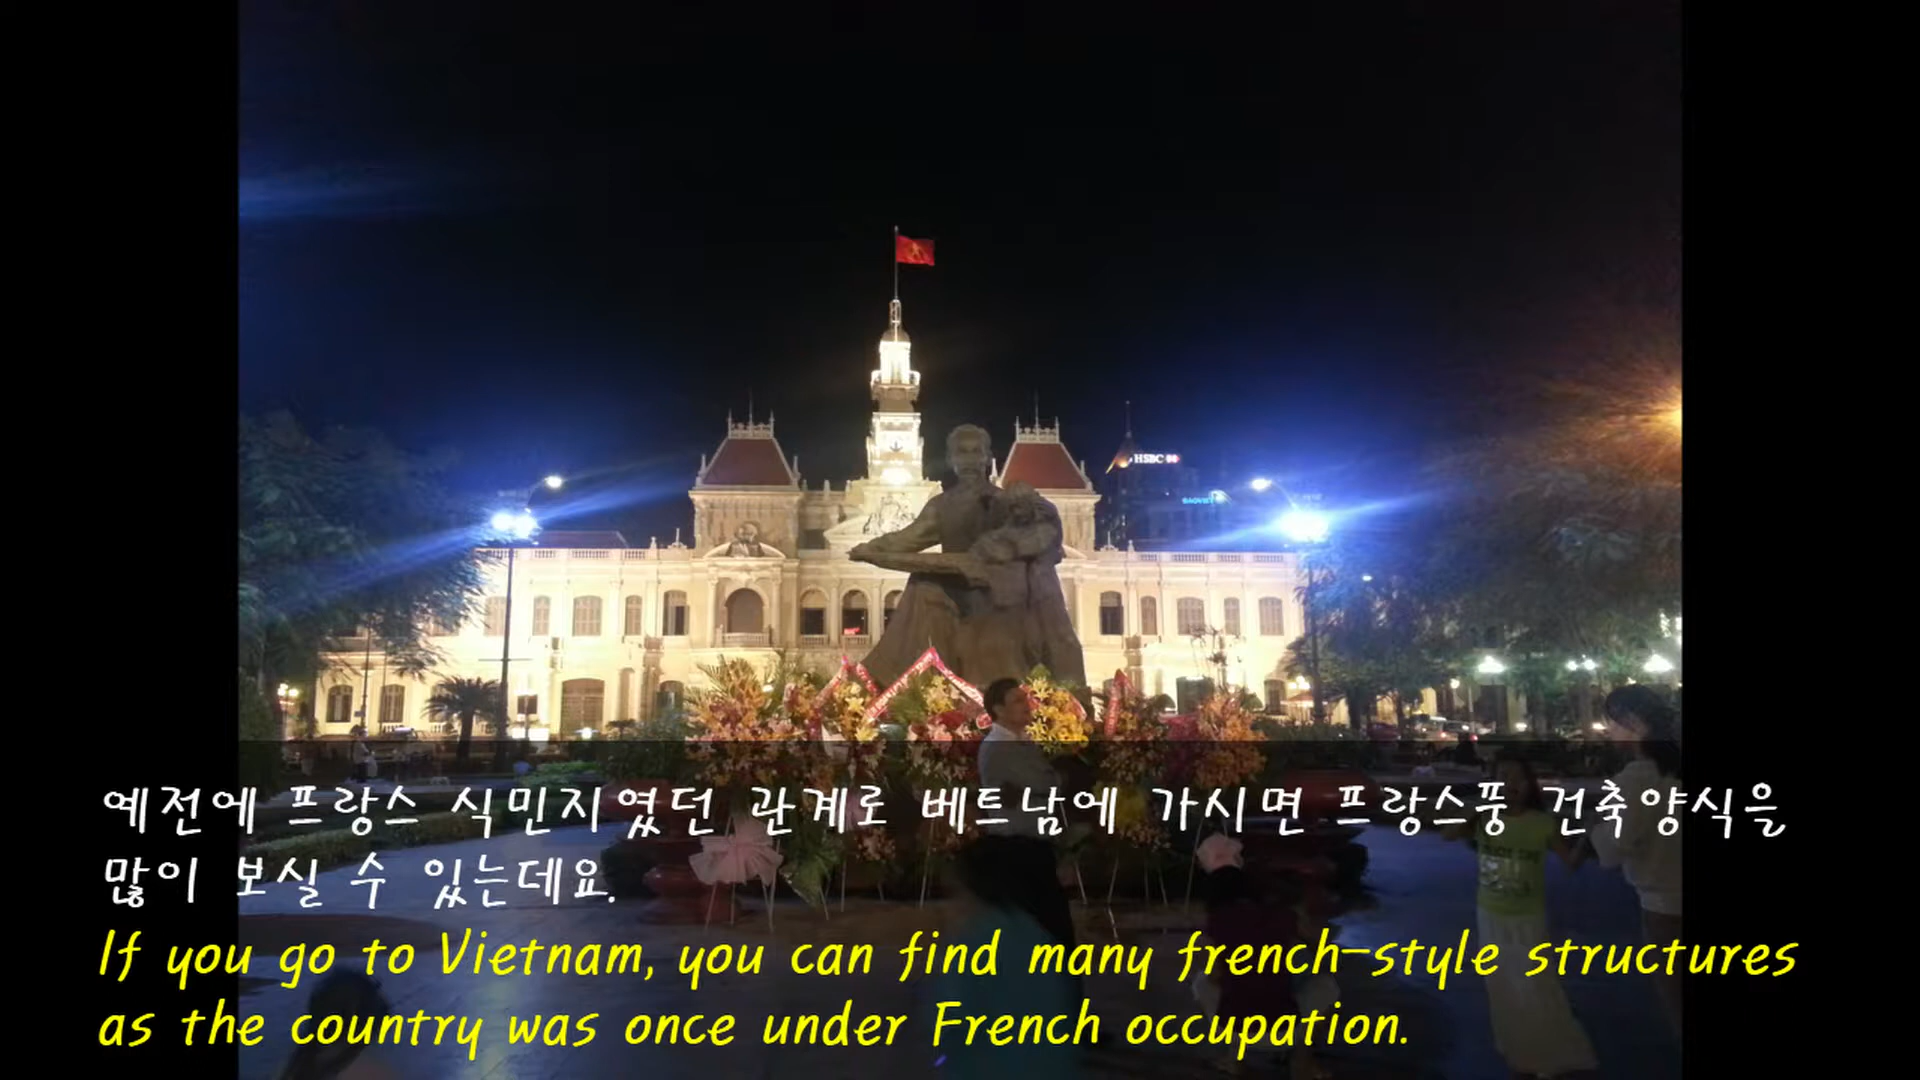 HSBC
BAOVIET
예전에 프랑스 식민지였던 관계로 베트남에 가시면 프랑스풍 건축양식을
많이 보실 수 있는데요.
If you go to Vietnam, you can find many french-style structures
as the country was once under French occupation.